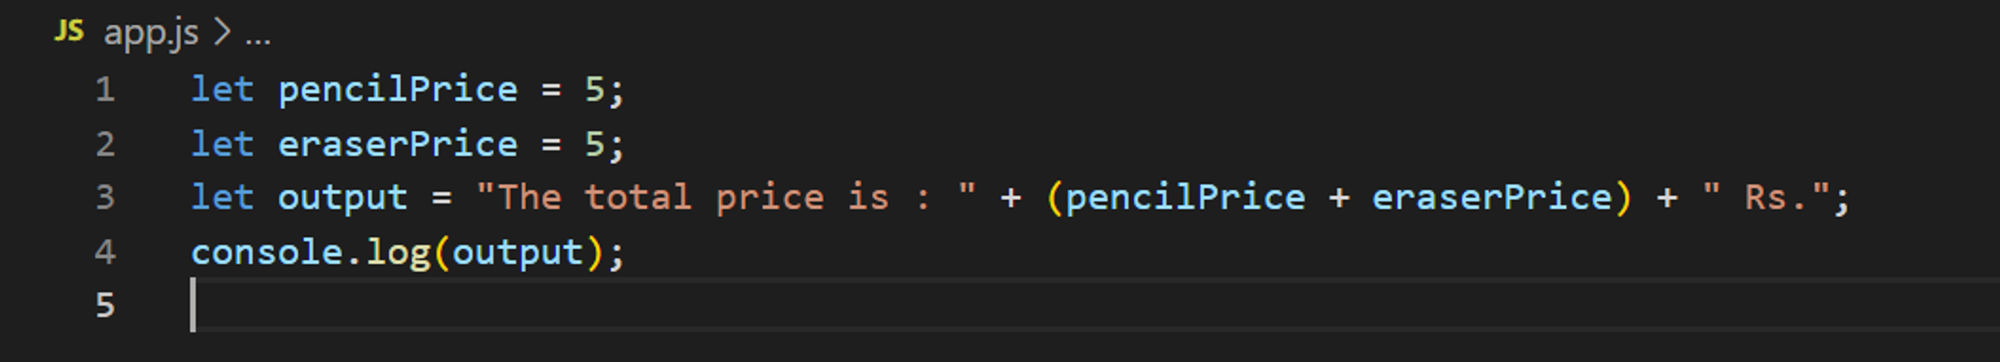 JS app.js > ...
1 let pencilPrice = 5;
2 let eraserPrice = 5;
3 let output = "The total price is : " + (pencilPrice + eraserPrice) + " Rs.";
4 console.log(output);
5